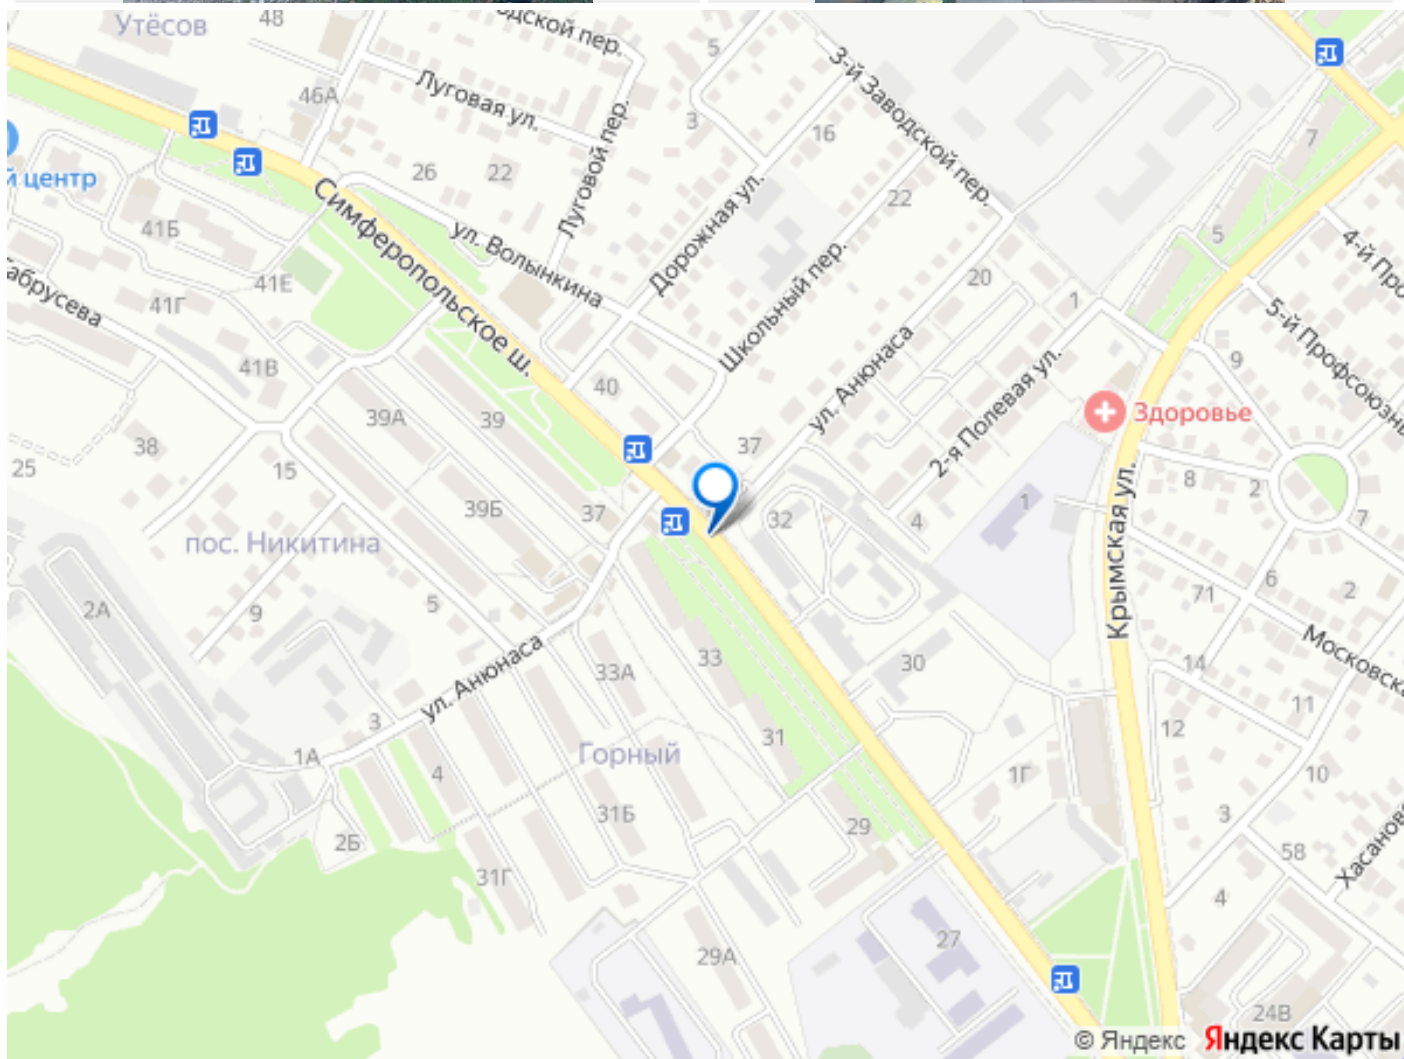 Утёсов
48
одской пер.
5
3-й Заводской пер.
46А
Луговая ул.
3
16
7
й центр
26
22
Луговой пер.
22
41Б
Симферопольское ш.
ул. Волынкина
Дорожная ул.
5
4-й Про
абрусева
41Г
41Е
Школьный пер.
20
1
5-й Профсоюзны
41В
40
ул. Анюнаса
9
39А
39
2-я Полевая ул.
Здоровье
38
37
25
15
8
2
39Б
37
32
4
1
7
пос. Никитина
Крымская ул.
2А
9
5
71
6
2
ул. Анюнаса
33А
33
30
14
Московска
3
11
1А
Горный
31
12
4
1Г
10
31Б
29
3
2Б
58
Хасановс
31Г
4
29А
27
24В
© Яндекс Яндекс Карты